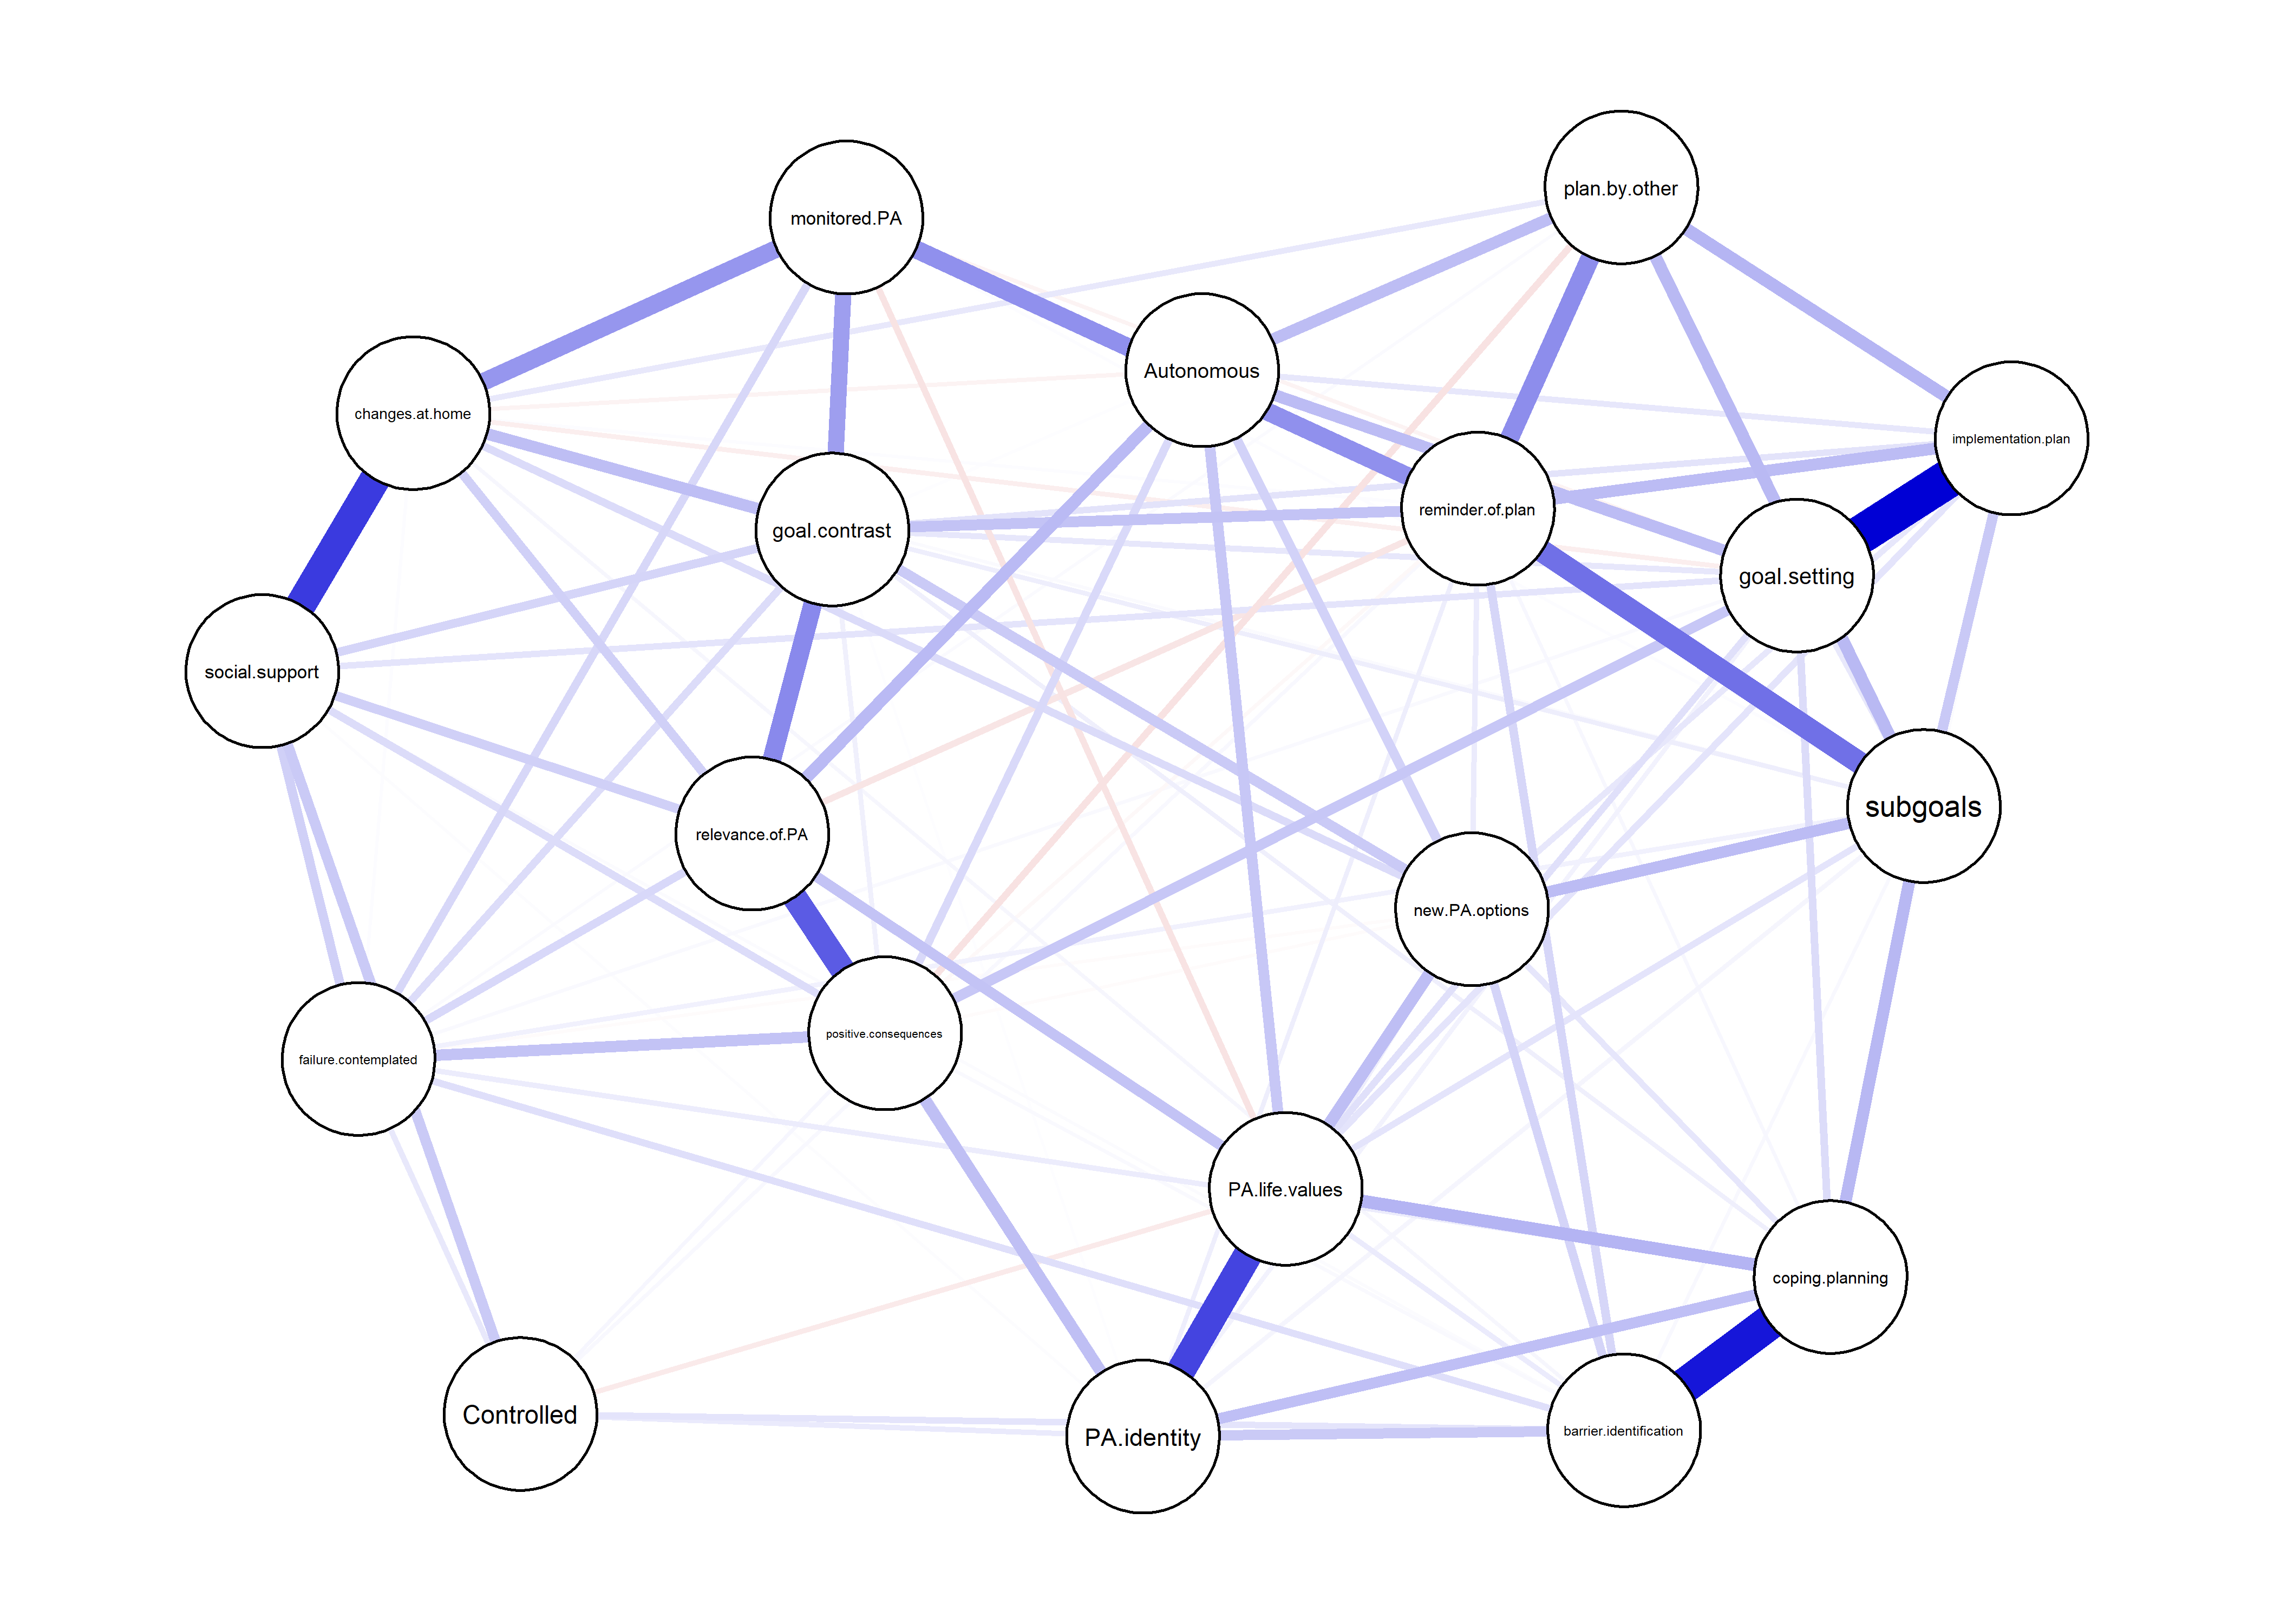 plan.by.other
monitored.PA
Autonomous
changes.at.home
implementation.plan
reminder.of.plan
goal.contrast
goal.setting
social.support
subgoals
relevance.of.PA
new.PA.options
positive.consequences
failure.contemplated
PA.life.values
coping.planning
Controlled
barrier.identification
PA.identity